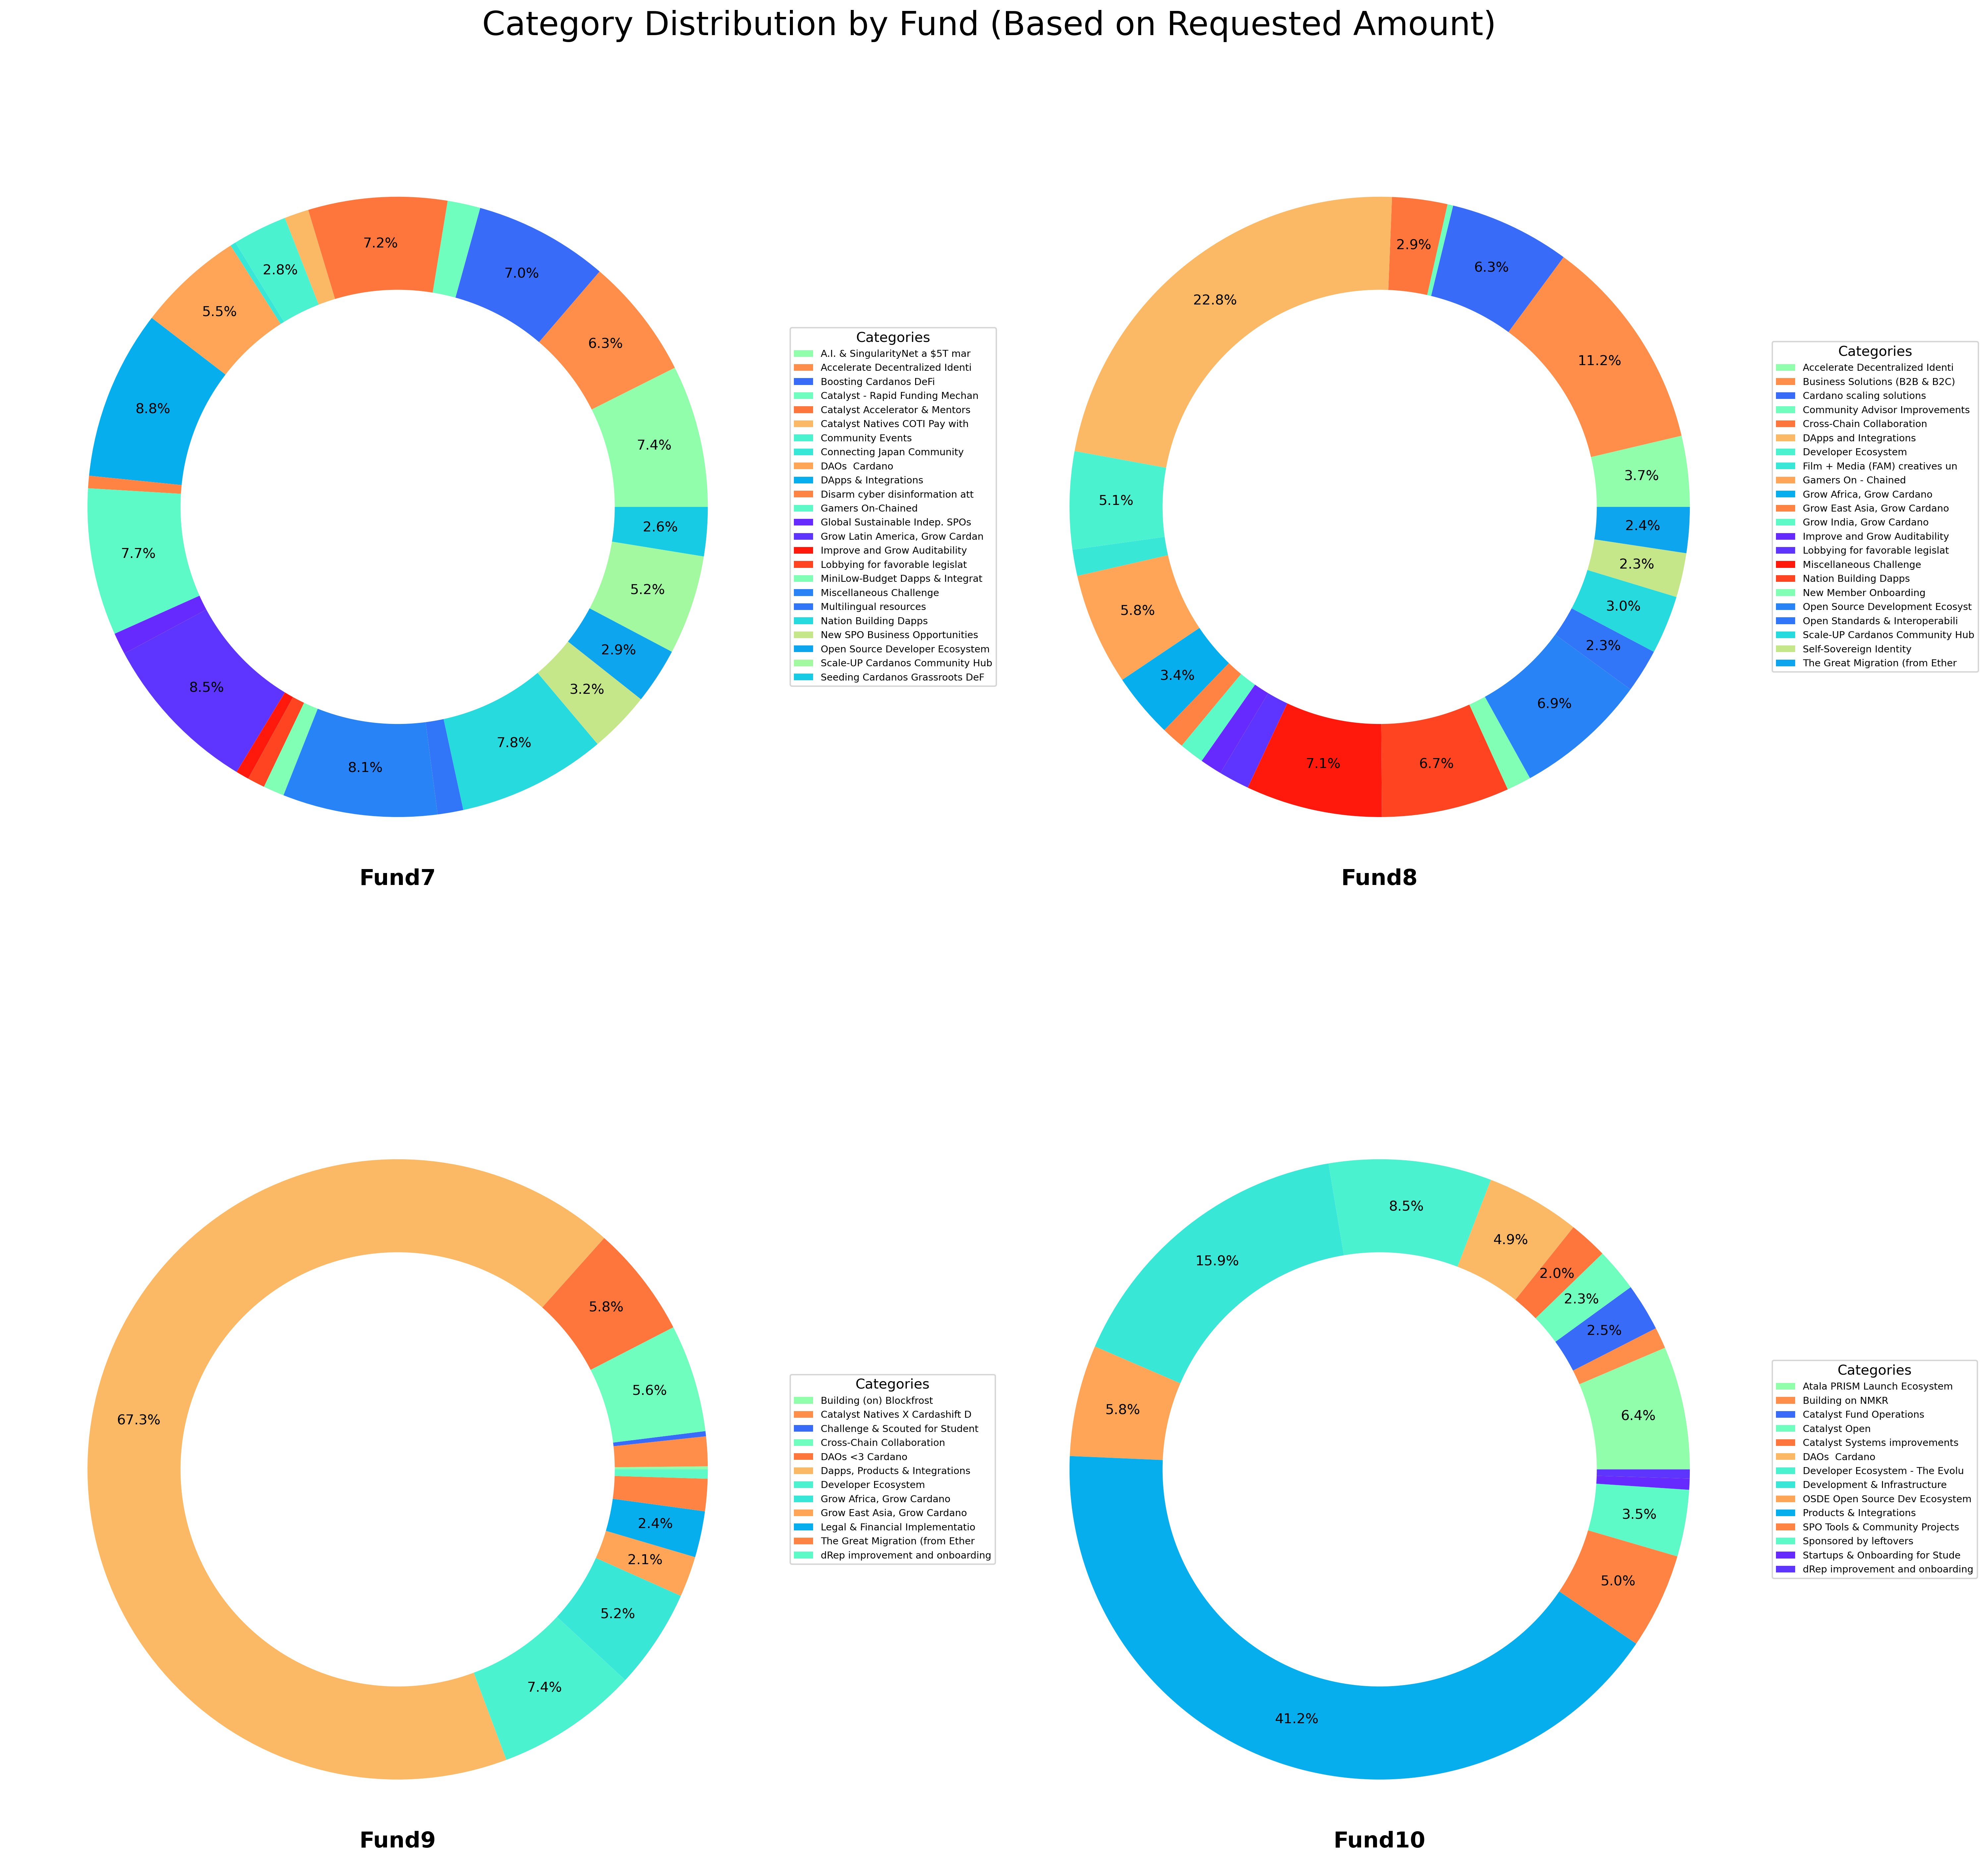 Category Distribution by Fund (Based on Requested Amount)
7.2%
7.0%
2.8%
6.3%
5.5%
8.8%
7.4%
2.6%
7.7%
5.2%
2.9%
8.5%
3.2%
7.8%
8.1%
Fund7
Categories
A.I. & SingularityNet a $5T mar
Accelerate Decentralized Identi
Boosting Cardanos DeFi
Catalyst - Rapid Funding Mechan
Catalyst Accelerator & Mentors
Catalyst Natives COTI Pay with
Community Events
Connecting Japan Community
DAOs  Cardano
DApps & Integrations
Disarm cyber disinformation att
Gamers On-Chained
Global Sustainable Indep. SPOs
Grow Latin America, Grow Cardan
Improve and Grow Auditability
Lobbying for favorable legislat
MiniLow-Budget Dapps & Integrat
Miscellaneous Challenge
Multilingual resources
Nation Building Dapps
New SPO Business Opportunities
Open Source Developer Ecosystem
Scale-UP Cardanos Community Hub
Seeding Cardanos Grassroots DeF
2.9%
6.3%
22.8%
11.2%
3.7%
5.1%
2.4%
2.3%
5.8%
3.0%
2.3%
3.4%
6.9%
7.1%
6.7%
Fund8
Categories
Accelerate Decentralized Identi
Business Solutions (B2B & B2C)
Cardano scaling solutions
Community Advisor Improvements
Cross-Chain Collaboration
DApps and Integrations
Developer Ecosystem
Film + Media (FAM) creatives un
Gamers On - Chained
Grow Africa, Grow Cardano
Grow East Asia, Grow Cardano
Grow India, Grow Cardano
Improve and Grow Auditability
Lobbying for favorable legislat
Miscellaneous Challenge
Nation Building Dapps
New Member Onboarding
Open Source Development Ecosyst
Open Standards & Interoperabili
Scale-UP Cardanos Community Hub
Self-Sovereign Identity
The Great Migration (from Ether
5.8%
5.6%
67.3%
2.4%
2.1%
5.2%
7.4%
Fund9
Categories
Building (on) Blockfrost
Catalyst Natives X Cardashift D
Challenge & Scouted for Student
Cross-Chain Collaboration
DAOs <3 Cardano
Dapps, Products & Integrations
Developer Ecosystem
Grow Africa, Grow Cardano
Grow East Asia, Grow Cardano
Legal & Financial Implementatio
The Great Migration (from Ether
dRep improvement and onboarding
8.5%
4.9%
15.9%
2.0%
2.3%
2.5%
5.8%
6.4%
3.5%
5.0%
41.2%
Fund10
Categories
Atala PRISM Launch Ecosystem
Building on NMKR
Catalyst Fund Operations
Catalyst Open
Catalyst Systems improvements
DAOs  Cardano
Developer Ecosystem - The Evolu
Development & Infrastructure
OSDE Open Source Dev Ecosystem
Products & Integrations
SPO Tools & Community Projects
Sponsored by leftovers
Startups & Onboarding for Stude
dRep improvement and onboarding